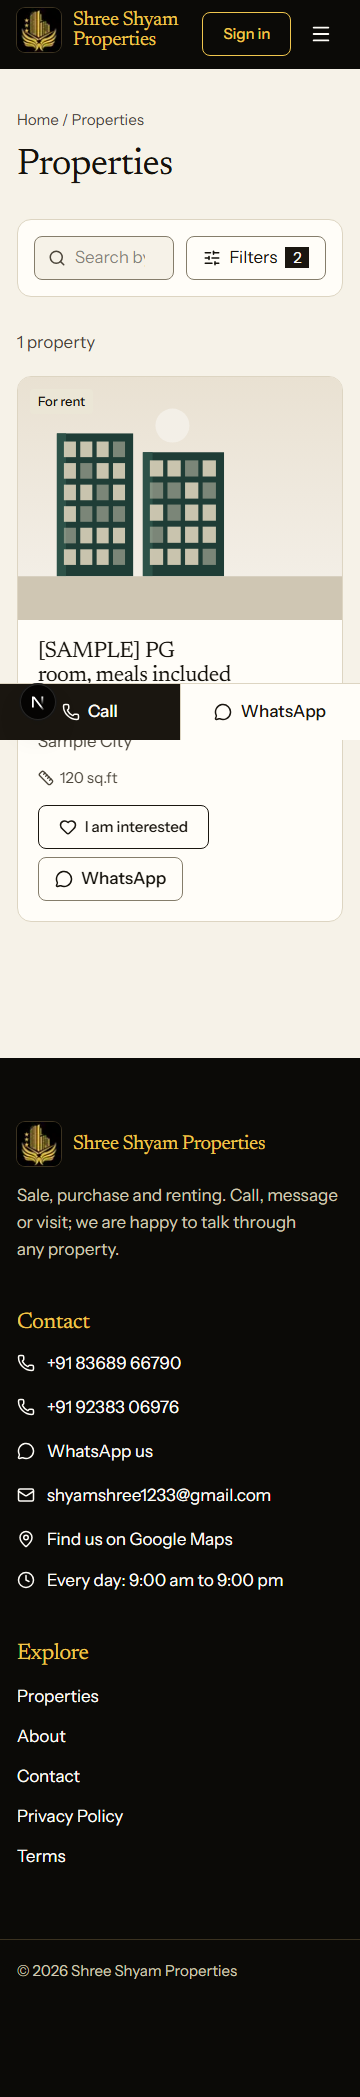 Shree Shyam
Properties
Sign in
Home / Properties
Properties
Search by
Filters 2
1 property
For rent
[SAMPLE] PG
room, meals included
N
Call
WhatsApp
Sample City
120 sq.ft
I am interested
WhatsApp
Shree Shyam Properties
Sale, purchase and renting. Call, message
or visit; we are happy to talk through
any property.
Contact
+91 83689 66790
+91 92383 06976
WhatsApp us
shyamshree1233@gmail.com
Find us on Google Maps
Every day: 9:00 am to 9:00 pm
Explore
Properties
About
Contact
Privacy Policy
Terms
© 2026 Shree Shyam Properties